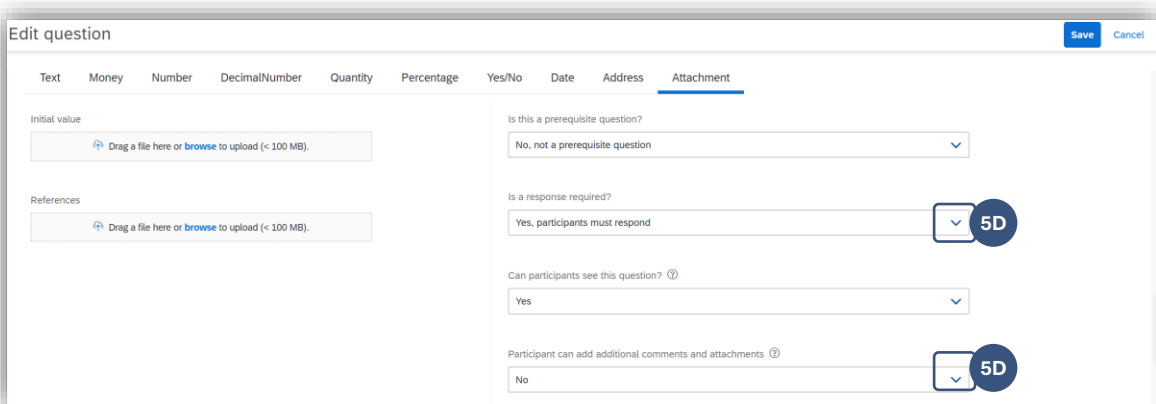 Edit question
Save Cancel
Text Money Number DecimalNumber Quantity Percentage Yes/No Date Address Attachment
Initial value
Drag a file here or browse to upload (< 100 MB).
References
Drag a file here or browse to upload (< 100 MB).
Is this a prerequisite question?
No, not a prerequisite question
Is a response required?
Yes, participants must respond
5D
Can participants see this question?
Yes
Participant can add additional comments and attachments
No
5D